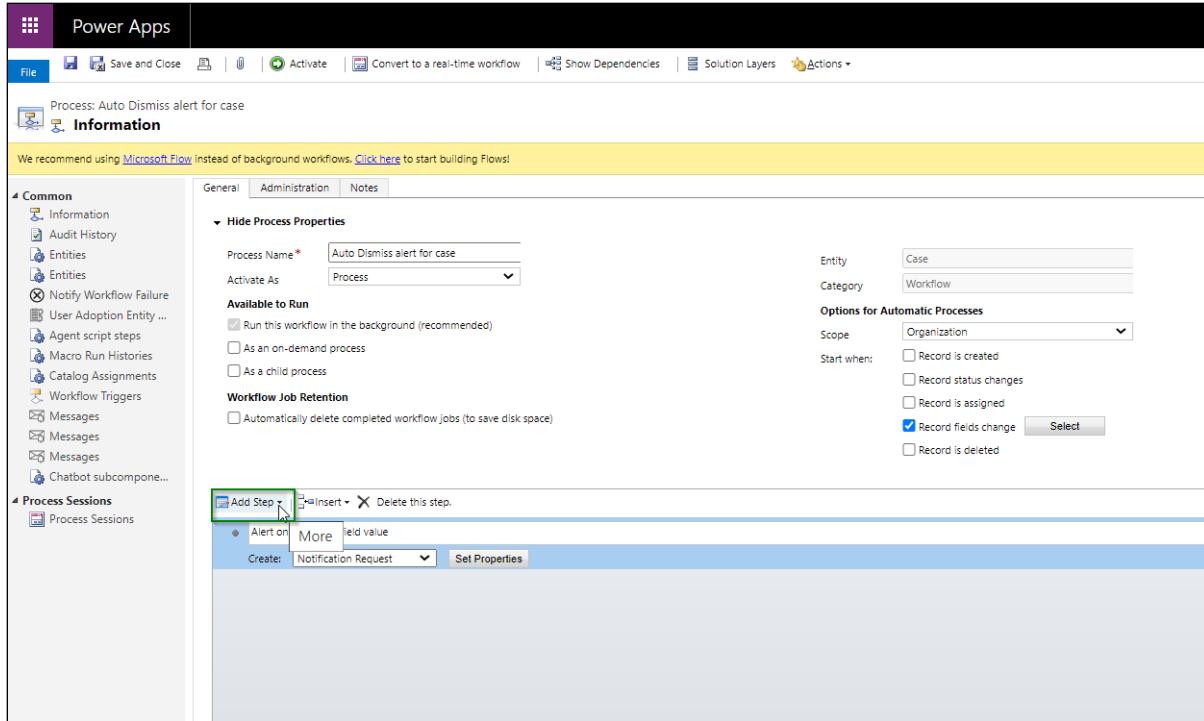 Power Apps
File
Save and Close
Activate
Convert to a real-time workflow
Show Dependencies
Solution Layers
Actions
Process: Auto Dismiss alert for case
Information
We recommend using Microsoft Flow instead of background workflows. Click here to start building Flows!
Common
Information
Audit History
Entities
Entities
Notify Workflow Failure
User Adoption Entity ...
Agent script steps
Macro Run Histories
Catalog Assignments
Workflow Triggers
Messages
Messages
Messages
Chatbot subcompone...
Process Sessions
Process Sessions
General
Administration
Notes
Hide Process Properties
Process Name*
Auto Dismiss alert for case
Activate As
Process
Available to Run
Run this workflow in the background (recommended)
As an on-demand process
As a child process
Workflow Job Retention
Automatically delete completed workflow jobs (to save disk space)
Entity
Case
Category
Workflow
Options for Automatic Processes
Scope
Organization
Start when:
Record is created
Record status changes
Record is assigned
Record fields change
Select
Record is deleted
Add Step
Insert
Delete this step.
Alert on
field value
More
Create:
Notification Request
Set Properties